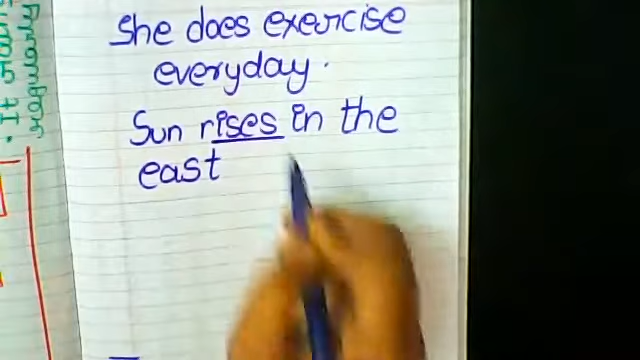 She does exercise
everyday.
Sun rises in the
east